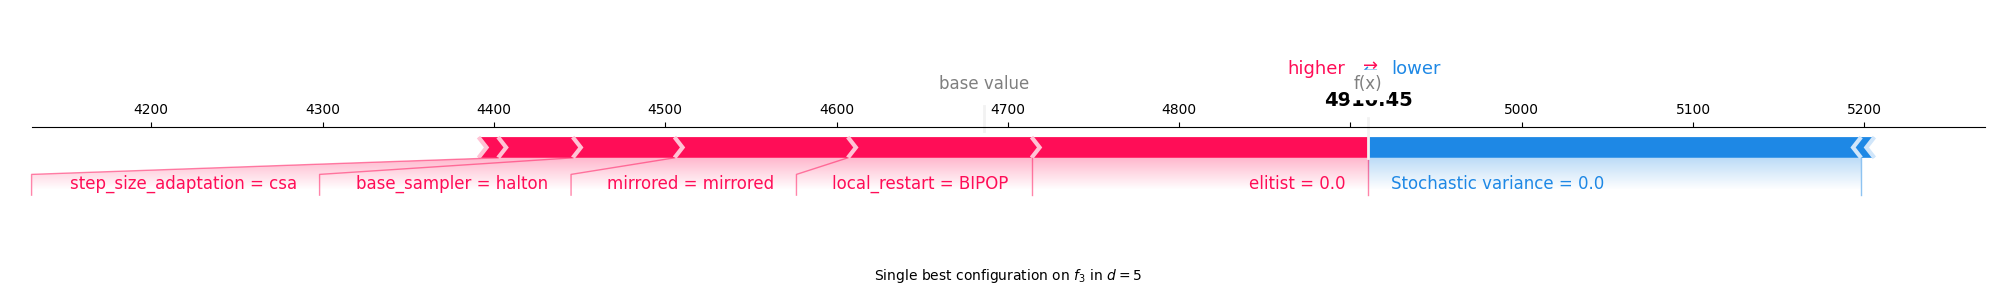 higher ⇄ lower
base value f(x)
4910.45
4200 4300 4400 4500 4600 4700 4800 5000 5100 5200
step_size_adaptation = csa base_sampler = halton mirrored = mirrored local_restart = BIPOP elitist = 0.0 Stochastic variance = 0.0
Single best configuration on f₃ in d = 5